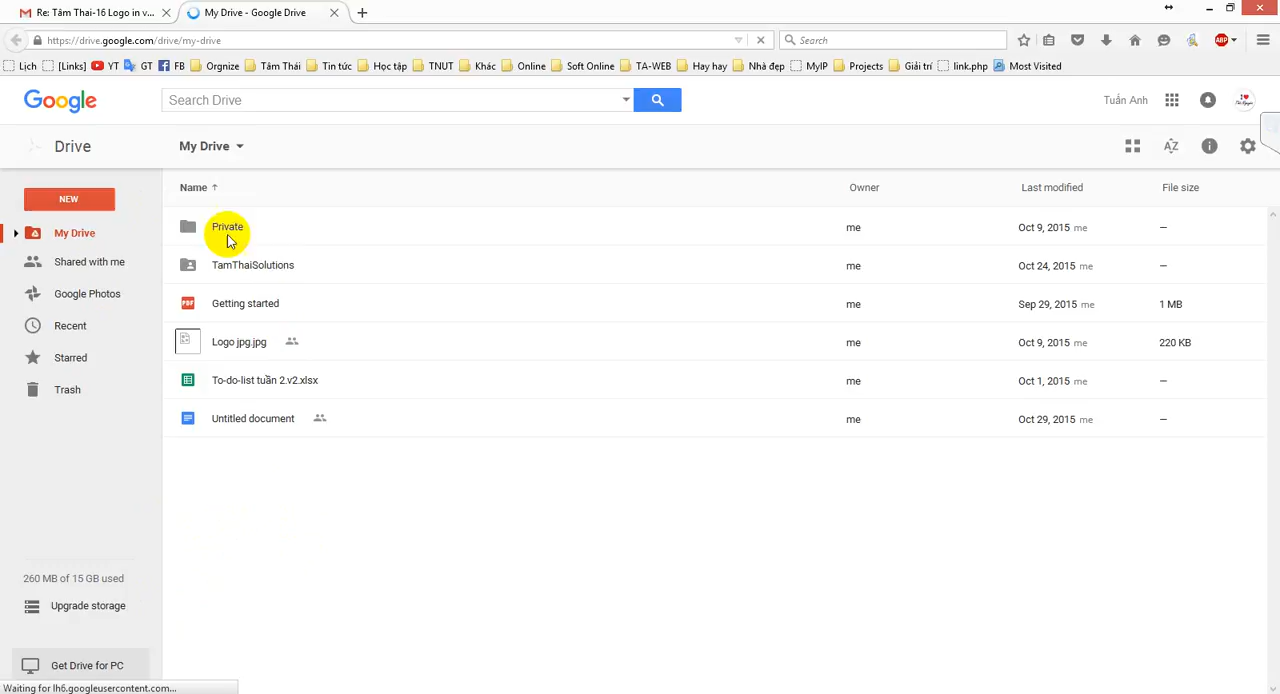 Re: Tâm Thai-16 Logo in v... My Drive - Google Drive
https://drive.google.com/drive/my-drive Search ABP
Lịch [Links] YT GT FB Orgnize Tâm Thái Tin tức Học tập TNUT Khác Online Soft Online TA-WEB Hay hay Nhà đẹp MyIP Projects Giải trí link.php Most Visited
Google Search Drive Tuấn Anh
Drive My Drive AZ
Name Owner Last modified File size
NEW
Private me Oct 9, 2015 me —
My Drive
Shared with me TamThaiSolutions me Oct 24, 2015 me —
Google Photos Getting started me Sep 29, 2015 me 1 MB
PDF
Recent
Logo jpg.jpg me Oct 9, 2015 me 220 KB
Starred
To-do-list tuần 2.v2.xlsx me Oct 1, 2015 me —
Trash
Untitled document me Oct 29, 2015 me —
260 MB of 15 GB used
Upgrade storage
Get Drive for PC
Waiting for lh6.googleusercontent.com...